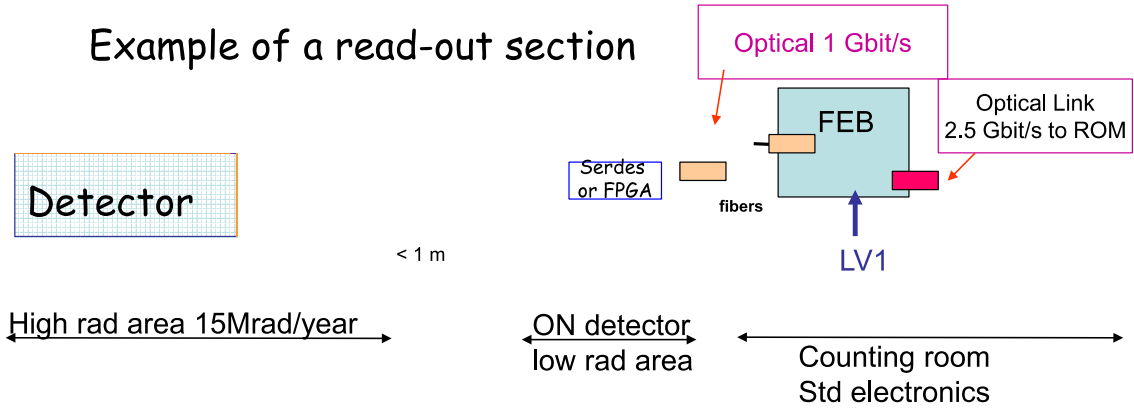 Example of a read-out section
Optical 1 Gbit/s
FEB
Optical Link
2.5 Gbit/s to ROM
Serdes
or FPGA
Detector
fibers
< 1 m
LV1
High rad area 15Mrad/year
ON detector
low rad area
Counting room
Std electronics